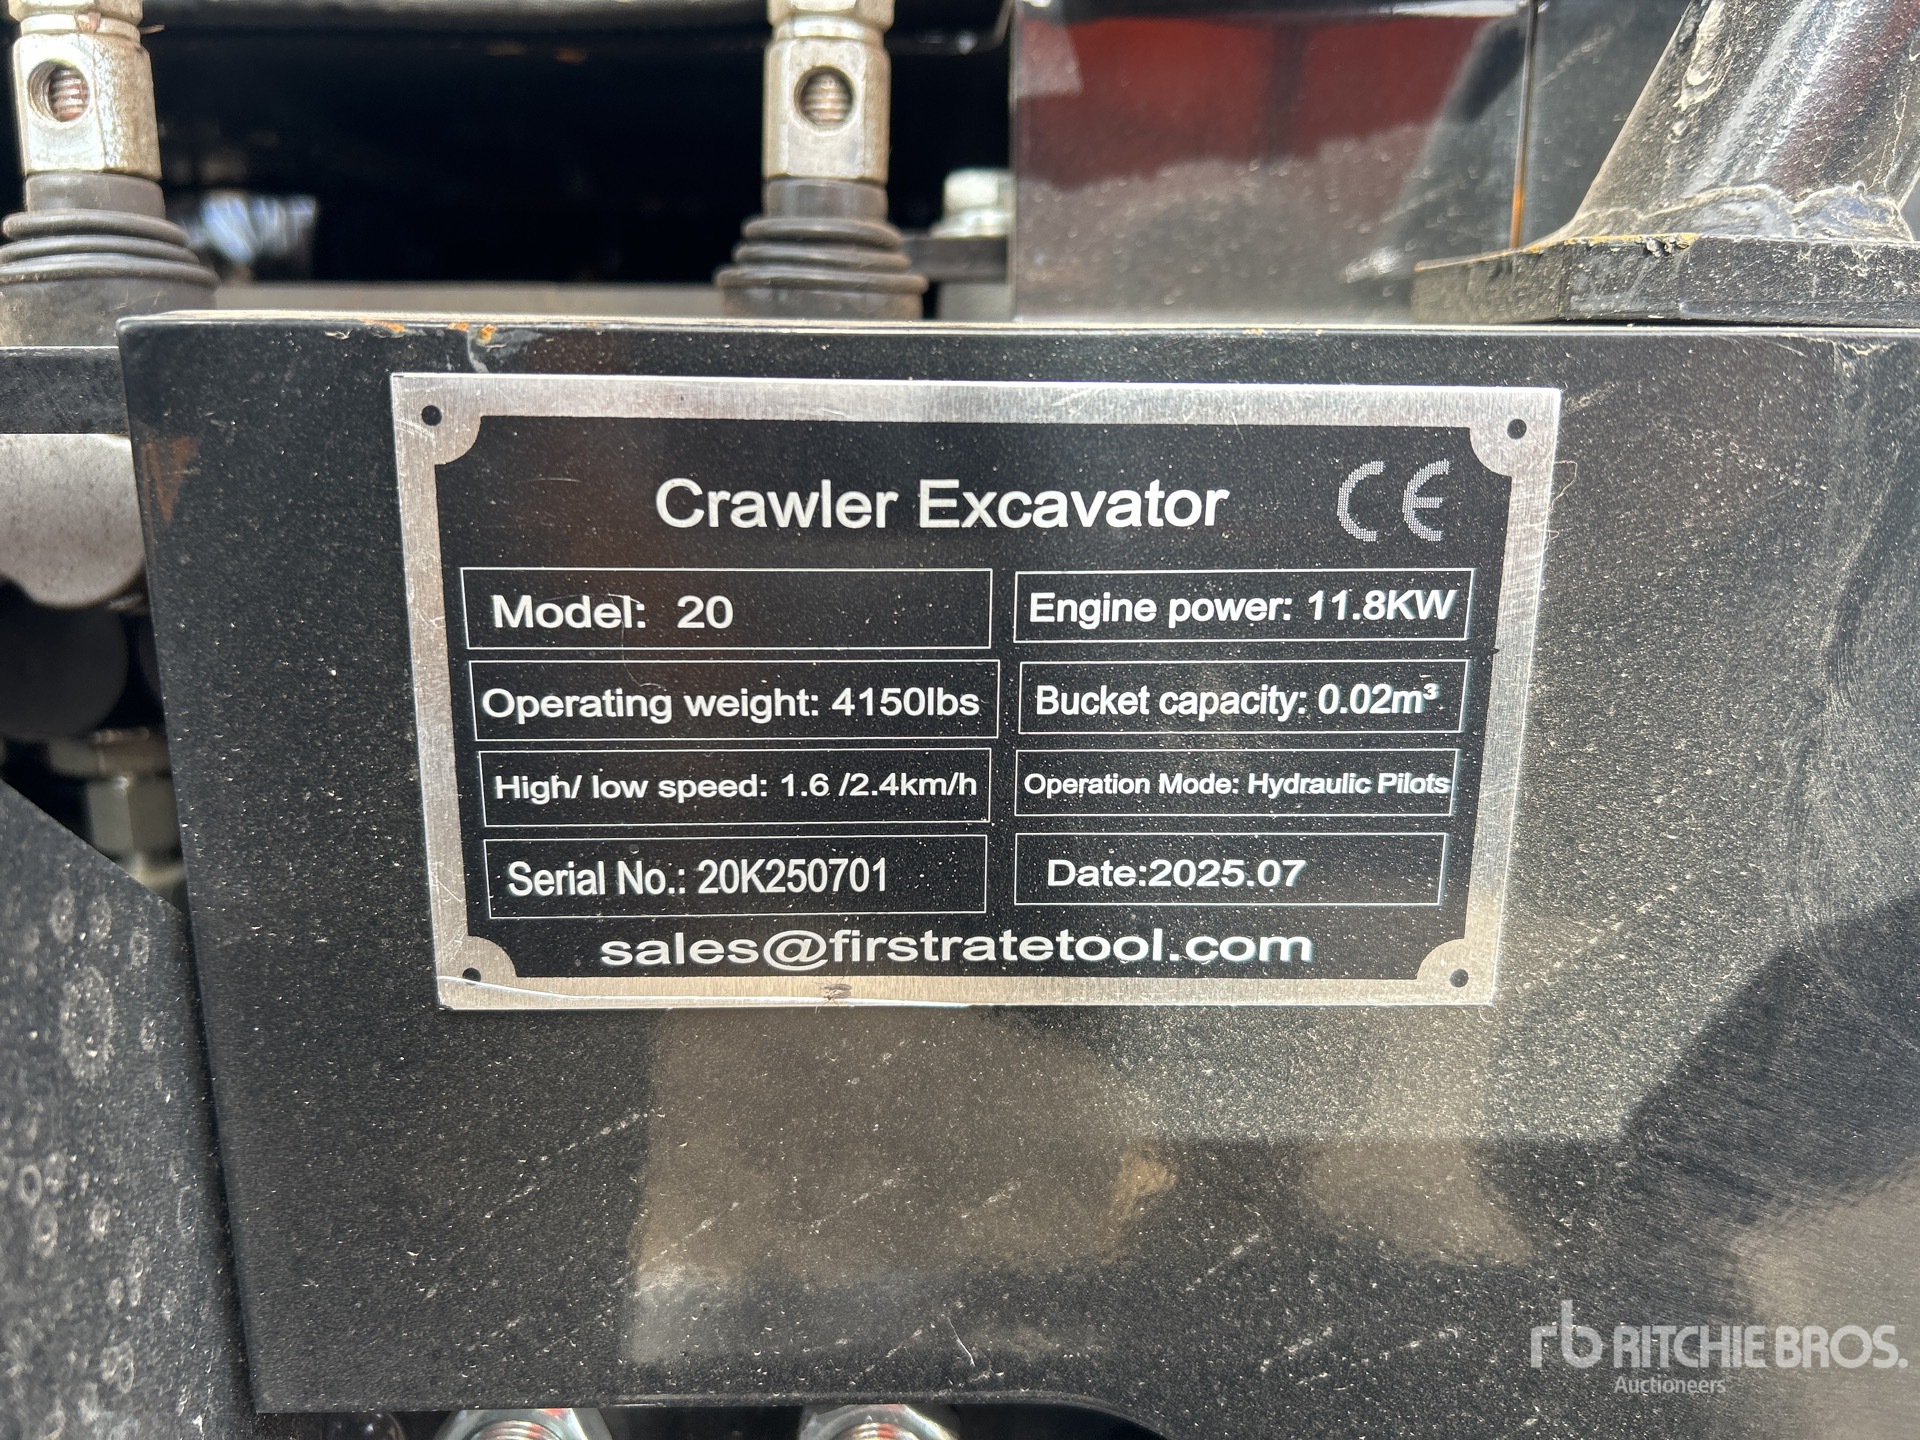 Crawler Excavator CE
Model: 20
Engine power: 11.8KW
Operating weight: 4150lbs
Bucket capacity: 0.02m³
High/ low speed: 1.6 /2.4km/h
Operation Mode: Hydraulic Pilots
Serial No.: 20K250701
Date:2025.07
sales@firstratetool.com
rb RITCHIE BROS.
Auctioneers